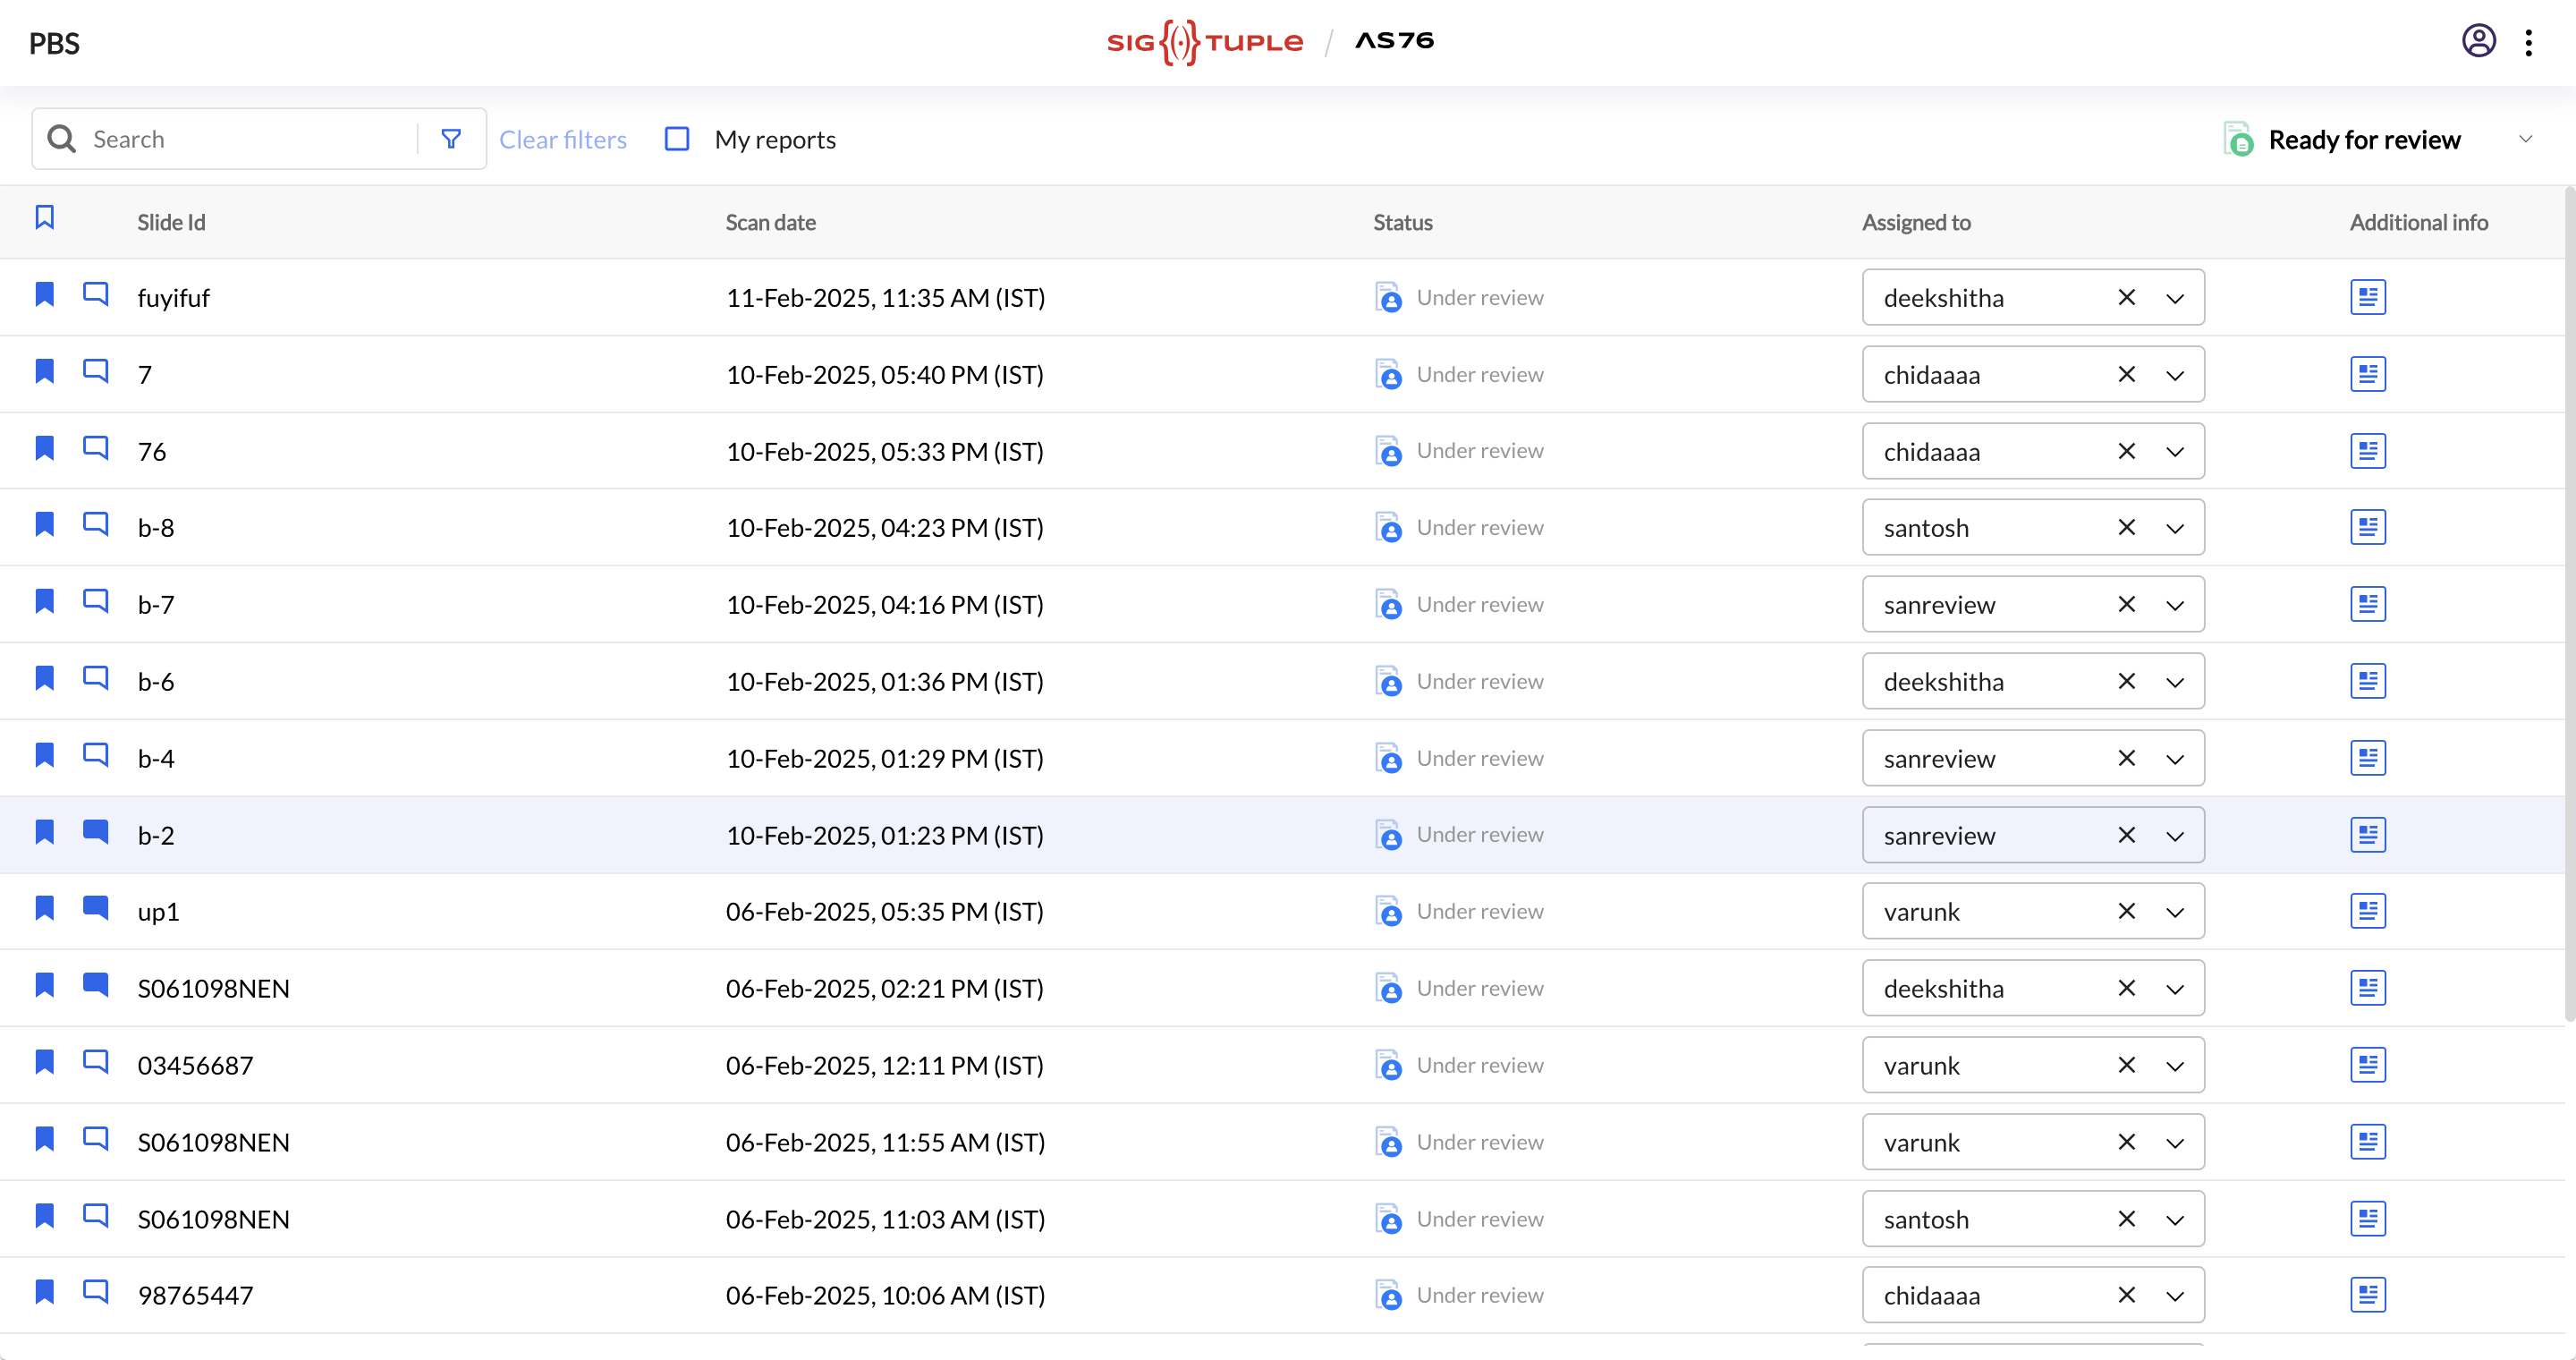 PBS
SIG TUPLE / AS76
Search
Clear filters
My reports
Ready for review
Slide Id Scan date Status Assigned to Additional info
fuyifuf 11-Feb-2025, 11:35 AM (IST) Under review deekshitha
7 10-Feb-2025, 05:40 PM (IST) Under review chidaaaa
76 10-Feb-2025, 05:33 PM (IST) Under review chidaaaa
b-8 10-Feb-2025, 04:23 PM (IST) Under review santosh
b-7 10-Feb-2025, 04:16 PM (IST) Under review sanreview
b-6 10-Feb-2025, 01:36 PM (IST) Under review deekshitha
b-4 10-Feb-2025, 01:29 PM (IST) Under review sanreview
b-2 10-Feb-2025, 01:23 PM (IST) Under review sanreview
up1 06-Feb-2025, 05:35 PM (IST) Under review varunk
S061098NEN 06-Feb-2025, 02:21 PM (IST) Under review deekshitha
03456687 06-Feb-2025, 12:11 PM (IST) Under review varunk
S061098NEN 06-Feb-2025, 11:55 AM (IST) Under review varunk
S061098NEN 06-Feb-2025, 11:03 AM (IST) Under review santosh
98765447 06-Feb-2025, 10:06 AM (IST) Under review chidaaaa